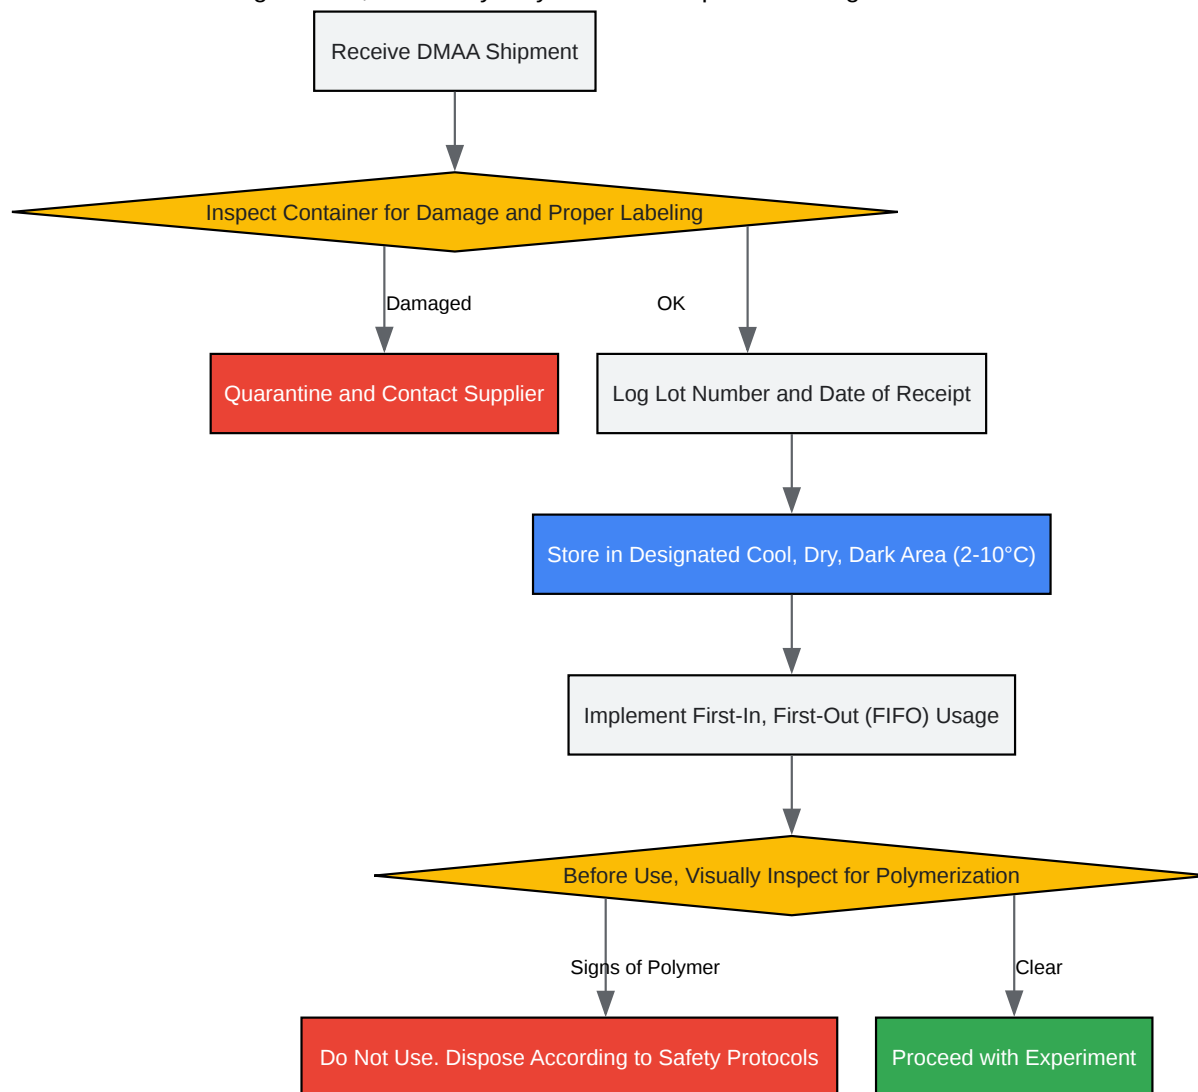 Receive DMAA Shipment
Inspect Container for Damage and Proper Labeling
Damaged
OK
Quarantine and Contact Supplier
Log Lot Number and Date of Receipt
Store in Designated Cool, Dry, Dark Area (2-10°C)
Implement First-In, First-Out (FIFO) Usage
Before Use, Visually Inspect for Polymerization
Signs of Polymer
Clear
Do Not Use. Dispose According to Safety Protocols
Proceed with Experiment